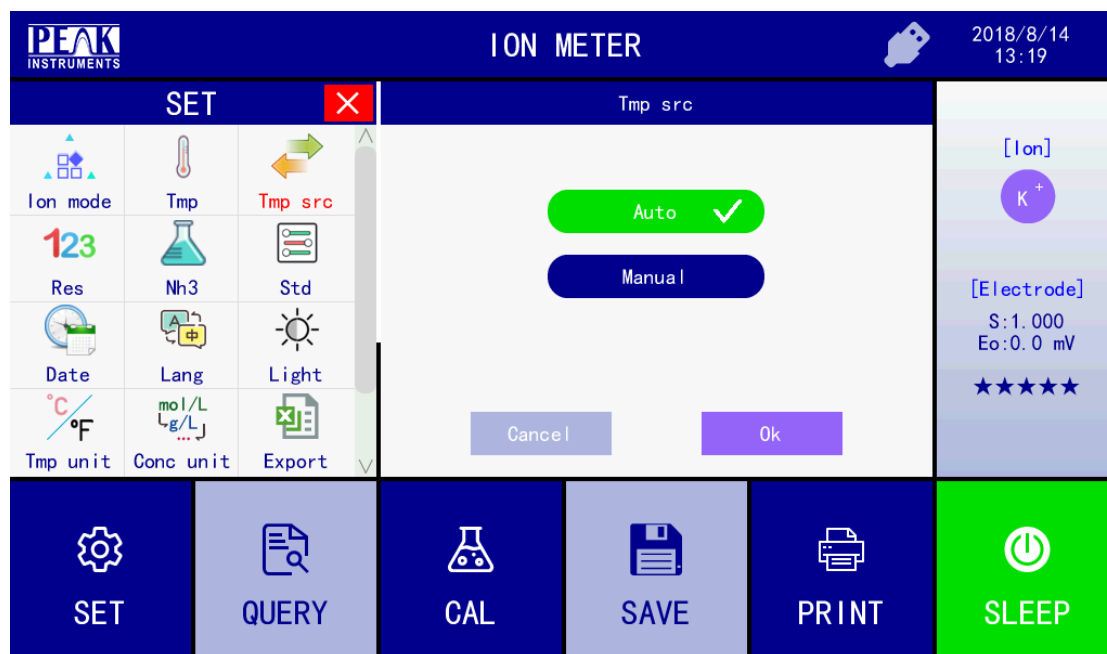 PEAK
INSTRUMENTS
ION METER
2018/8/14
13:19
SET
Tmp src
Ion mode
Tmp
Tmp src
123
Res
Nh3
Std
Date
A
中
Lang
Light
°C/°F
Tmp unit
mol/L
g/L
...
Conc unit
X
Export
Auto
Manual
Cancel
Ok
[Ion]
K+
[Electrode]
S:1.000
Eo:0.0 mV
★★★★★
SET
QUERY
CAL
SAVE
PRINT
SLEEP